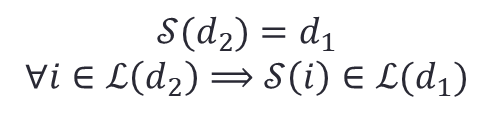 𝒮(d₂) = d₁
∀i ∈ ℒ(d₂) ⟹ 𝒮(i) ∈ ℒ(d₁)